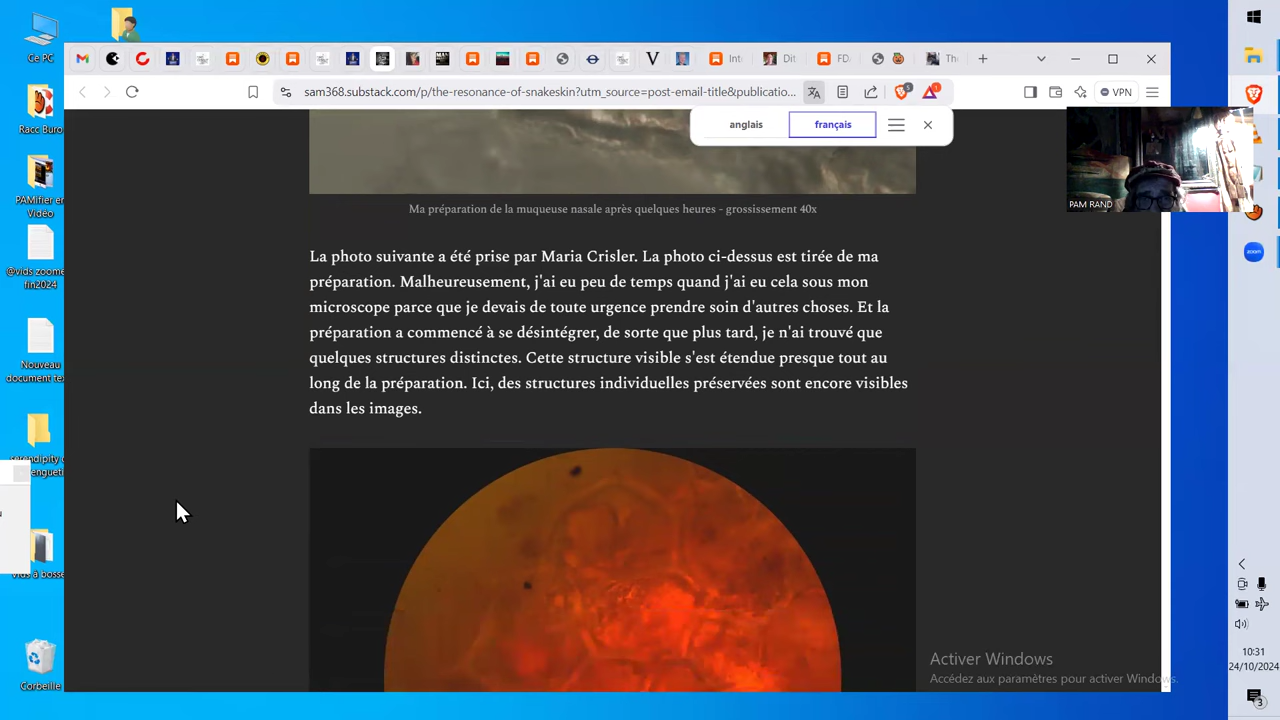 Ce PC
Racc Buro
PAMifier en
Vidéo
@vids zoome
fin2024
Nouveau
document te
serendipity
Vids à bosse
Corbeille
Int
Dit
FD
Th
sam368.substack.com/p/the-resonance-of-snakeskin?utm_source=post-email-title&publicatio...
VPN
anglais
français
PAM RAND
Ma préparation de la muqueuse nasale après quelques heures - grossissement 40x
La photo suivante a été prise par Maria Crisler. La photo ci-dessus est tirée de ma
préparation. Malheureusement, j'ai eu peu de temps quand j'ai eu cela sous mon
microscope parce que je devais de toute urgence prendre soin d'autres choses. Et la
préparation a commencé à se désintégrer, de sorte que plus tard, je n'ai trouvé que
quelques structures distinctes. Cette structure visible s'est étendue presque tout au
long de la préparation. Ici, des structures individuelles préservées sont encore visibles
dans les images.
Activer Windows
Accédez aux paramètres pour activer Windows.
zoom
10:31
24/10/2024
3